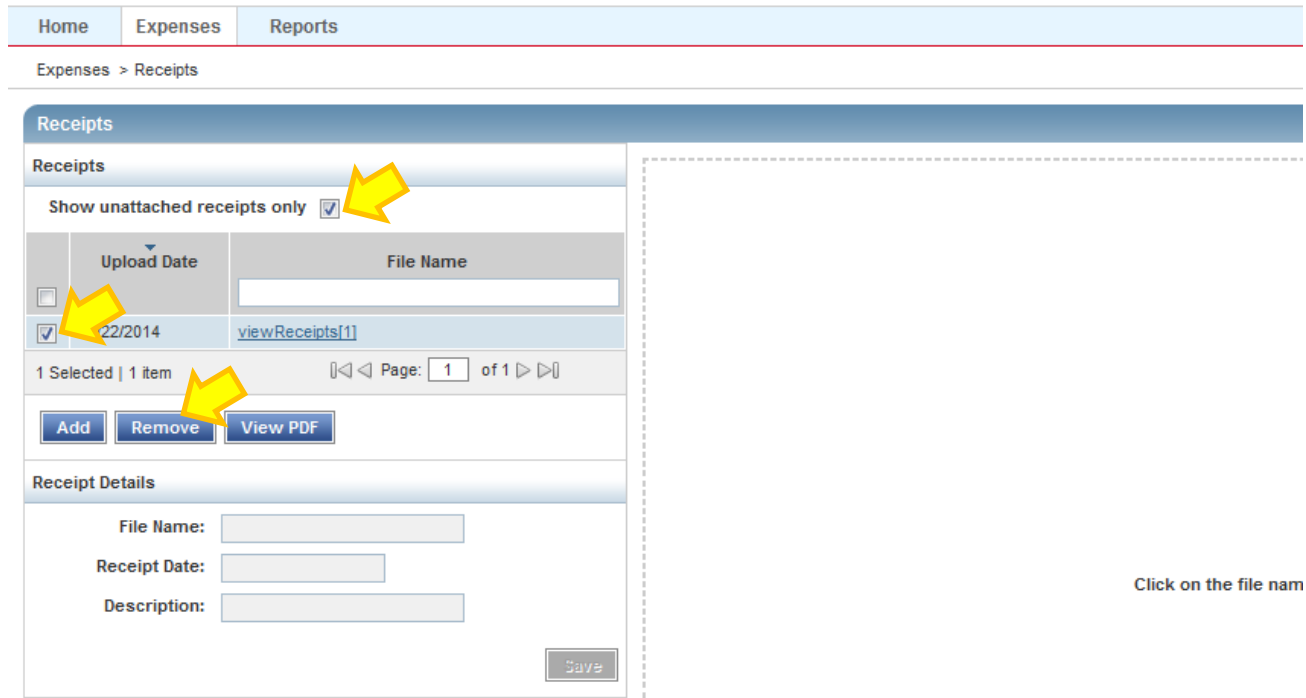 Home Expenses Reports
Expenses > Receipts
Receipts
Receipts
Show unattached receipts only
Upload Date File Name
22/2014 viewReceipts[1]
1 Selected | 1 item Page: 1 of 1
Add Remove View PDF
Receipt Details
File Name:
Receipt Date:
Description:
Save
Click on the file nam